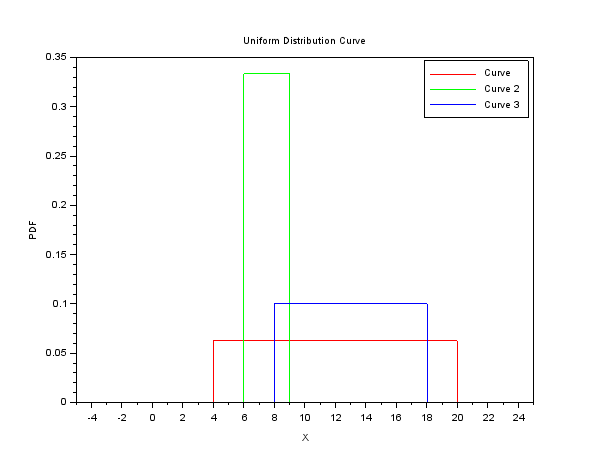 Uniform Distribution Curve
0.35
Curve
Curve 2
Curve 3
0.3
0.25
0.2
PDF
0.15
0.1
0.05
0
-4 -2 0 2 4 6 8 10 12 14 16 18 20 22 24
X